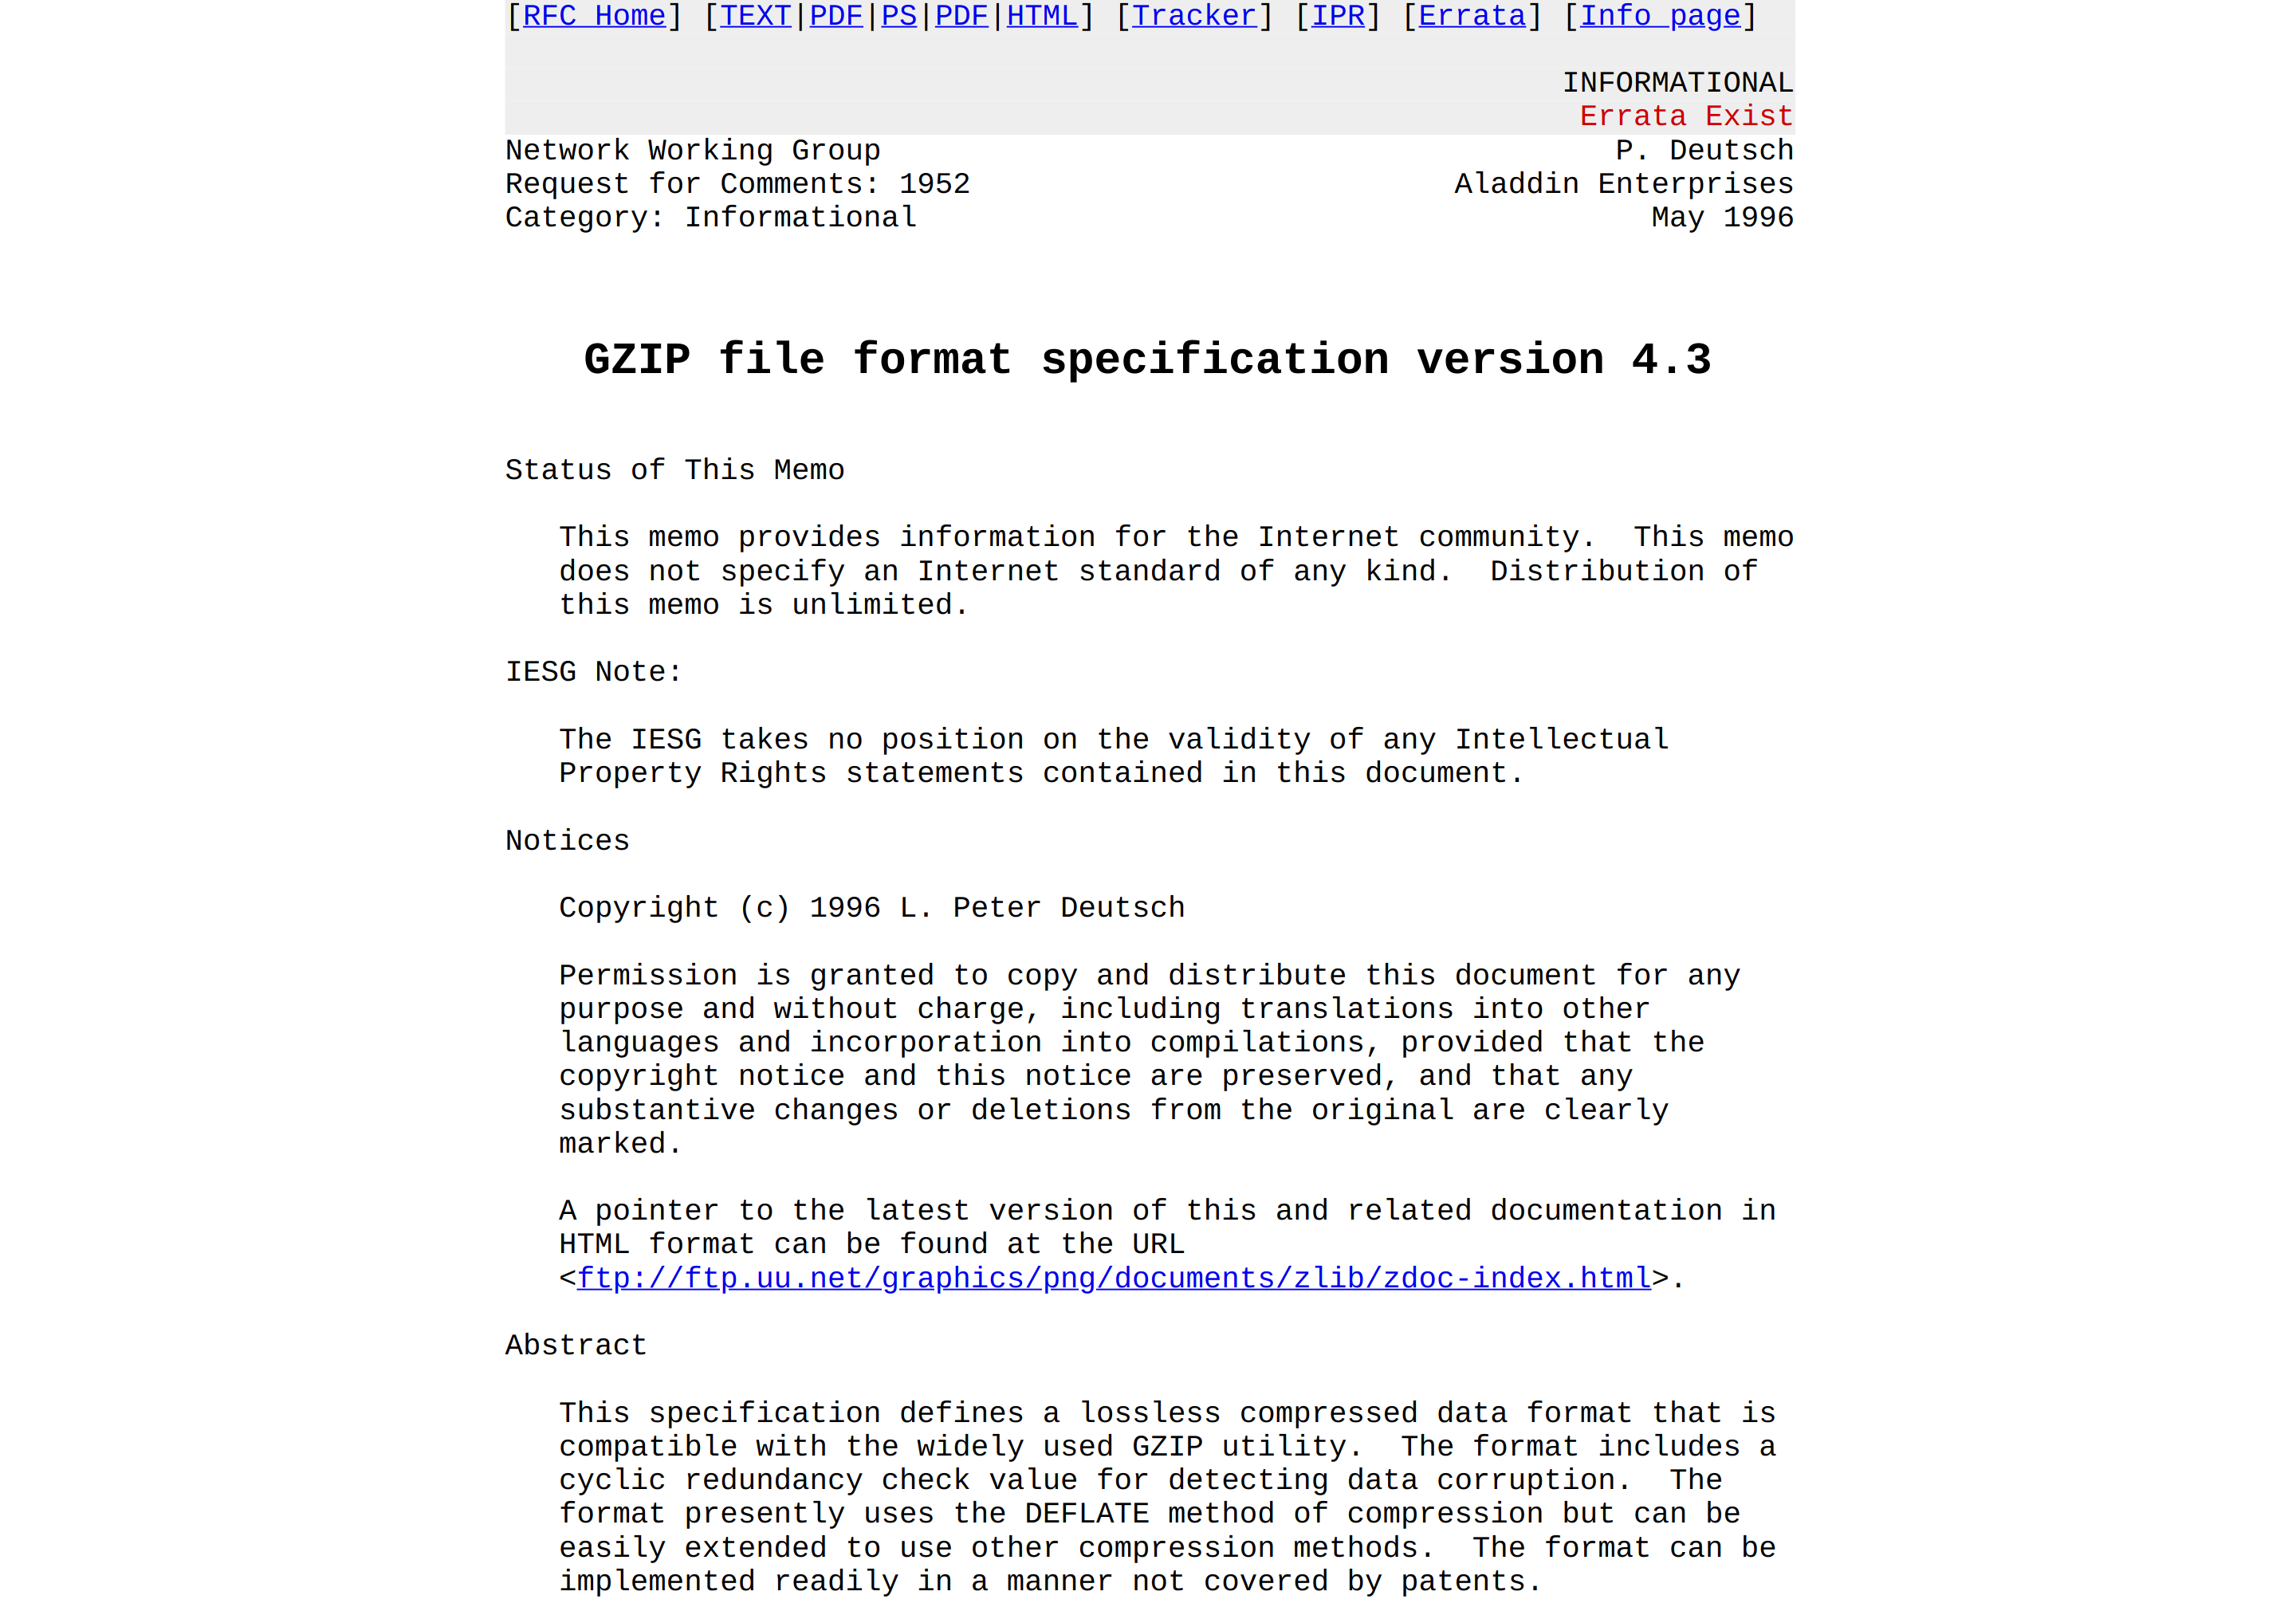 [RFC Home] [TEXT|PDF|PS|PDF|HTML] [Tracker] [IPR] [Errata] [Info page]
INFORMATIONAL
Errata Exist
Network Working Group                                         P. Deutsch
Request for Comments: 1952                           Aladdin Enterprises
Category: Informational                                         May 1996
GZIP file format specification version 4.3
Status of This Memo
This memo provides information for the Internet community.  This memo
does not specify an Internet standard of any kind.  Distribution of
this memo is unlimited.
IESG Note:
The IESG takes no position on the validity of any Intellectual
Property Rights statements contained in this document.
Notices
Copyright (c) 1996 L. Peter Deutsch
Permission is granted to copy and distribute this document for any
purpose and without charge, including translations into other
languages and incorporation into compilations, provided that the
copyright notice and this notice are preserved, and that any
substantive changes or deletions from the original are clearly
marked.
A pointer to the latest version of this and related documentation in
HTML format can be found at the URL
<ftp://ftp.uu.net/graphics/png/documents/zlib/zdoc-index.html>.
Abstract
This specification defines a lossless compressed data format that is
compatible with the widely used GZIP utility.  The format includes a
cyclic redundancy check value for detecting data corruption.  The
format presently uses the DEFLATE method of compression but can be
easily extended to use other compression methods.  The format can be
implemented readily in a manner not covered by patents.